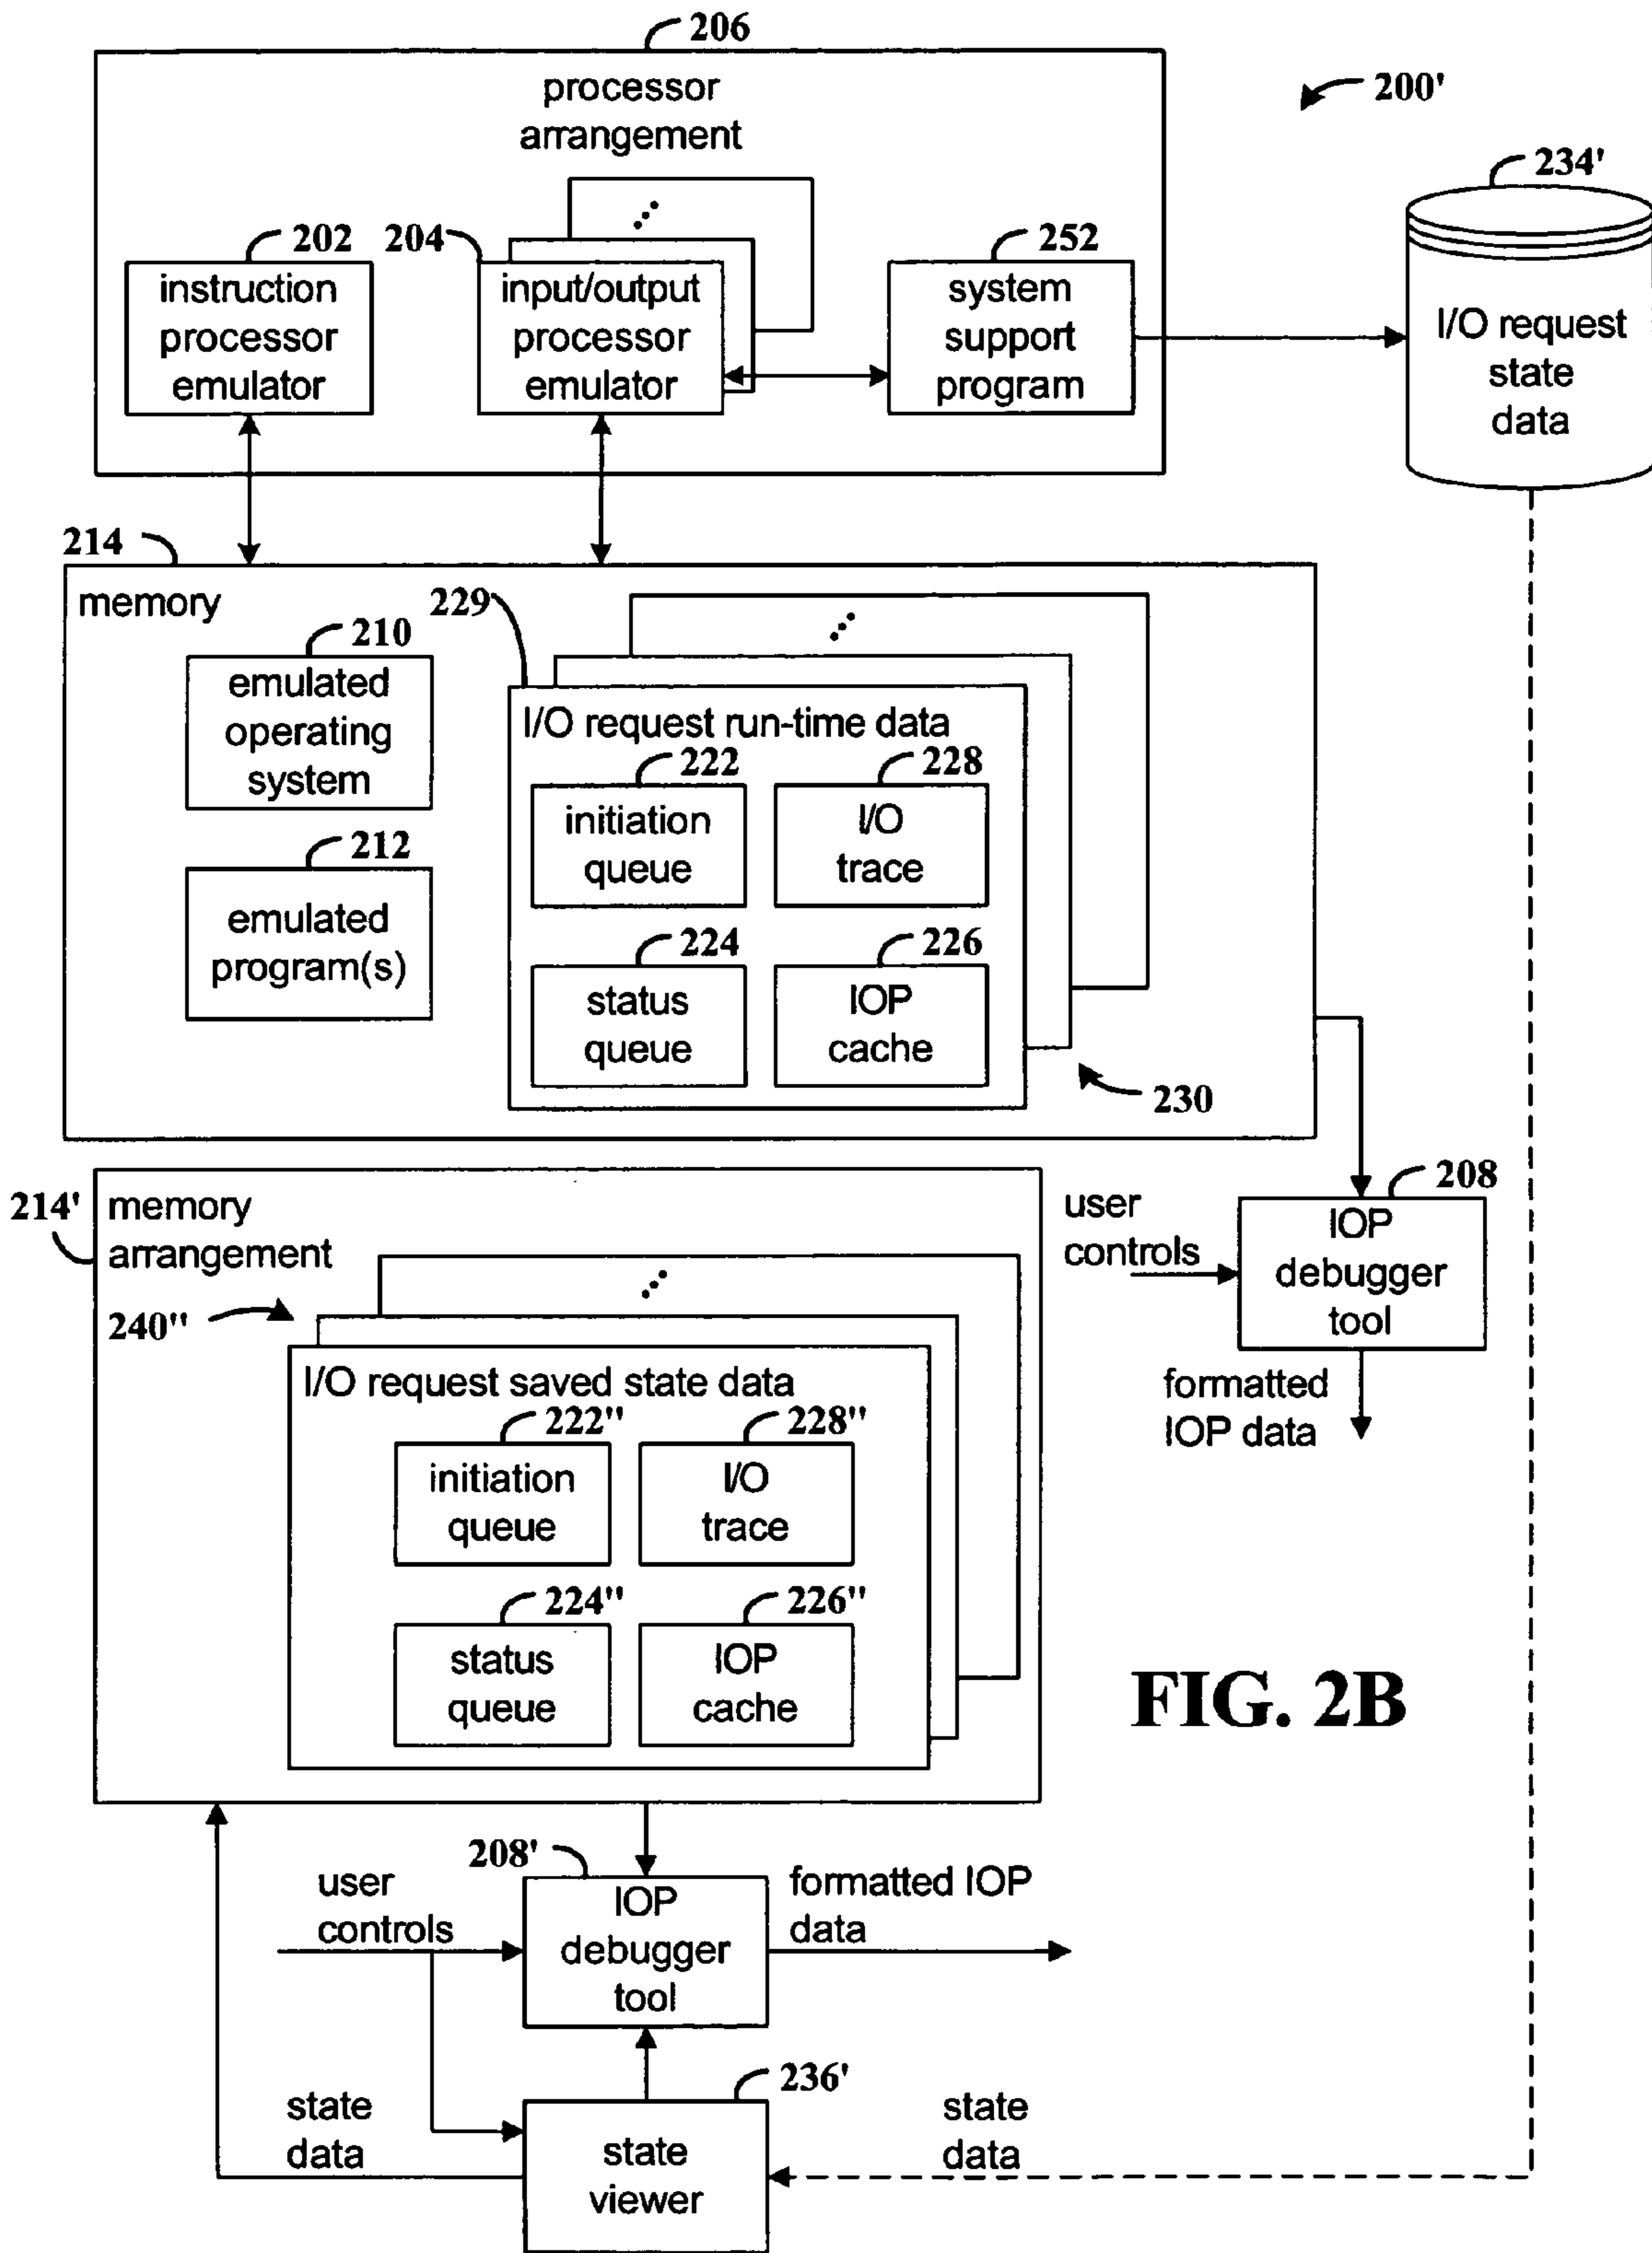 206
processor
arrangement
200'
234'
202
204
252
instruction
processor
emulator
input/output
processor
emulator
system
support
program
I/O request
state
data
214
memory
229
210
emulated
operating
system
I/O request run-time data
222
228
initiation
queue
I/O
trace
212
emulated
program(s)
224
226
status
queue
IOP
cache
230
214'
memory
arrangement
208
user
controls
IOP
debugger
tool
formatted
IOP data
240"
I/O request saved state data
222"
228"
initiation
queue
I/O
trace
224"
226"
status
queue
IOP
cache
FIG. 2B
208'
user
controls
IOP
debugger
tool
formatted IOP
data
236'
state
data
state
viewer
state
data